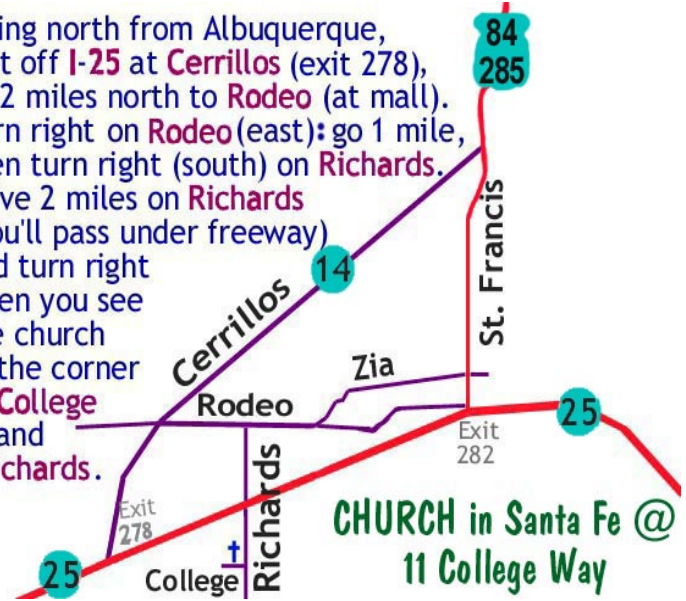 ing north from Albuquerque,
t off I-25 at Cerrillos (exit 278),
2 miles north to Rodeo (at mall).
rn right on Rodeo (east): go 1 mile,
en turn right (south) on Richards.
ve 2 miles on Richards
ou'll pass under freeway)
d turn right
en you see
e church
the corner
College
and
chards.
84
285
St. Francis
14
Cerrillos
Zia
Rodeo
25
Exit
282
Richards
Exit
278
25
College
CHURCH in Santa Fe @
11 College Way